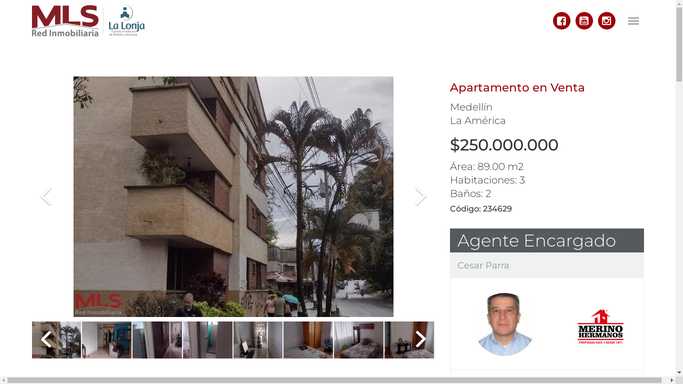 MLS
Red Inmobiliaria
La Lonja
Apartamento en Venta
Medellín
La América
$250.000.000
Área: 89.00 m2
Habitaciones: 3
Baños: 2
Código: 234629
MLS
Red Inmobiliaria
Agente Encargado
Cesar Parra
MERINO
HERMANOS